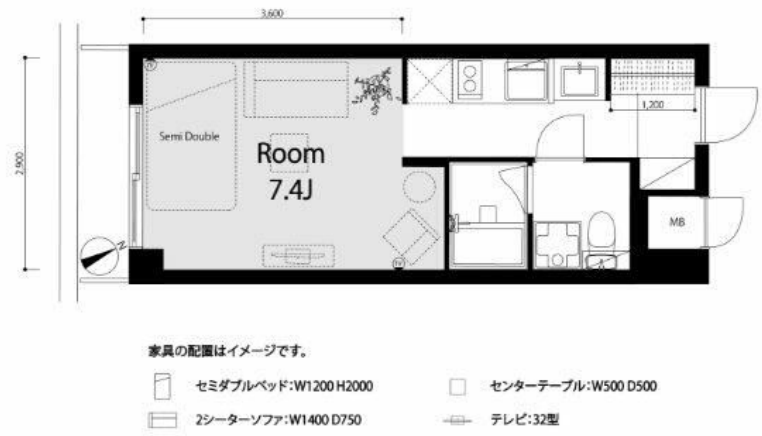 3,600
2,900
Semi Double
Room
7.4J
1,200
MB
N
TV
家具の配置はイメージです。
セミダブルベッド:W1200 H2000
センターテーブル:W500 D500
2シーターソファ:W1400 D750
テレビ:32型